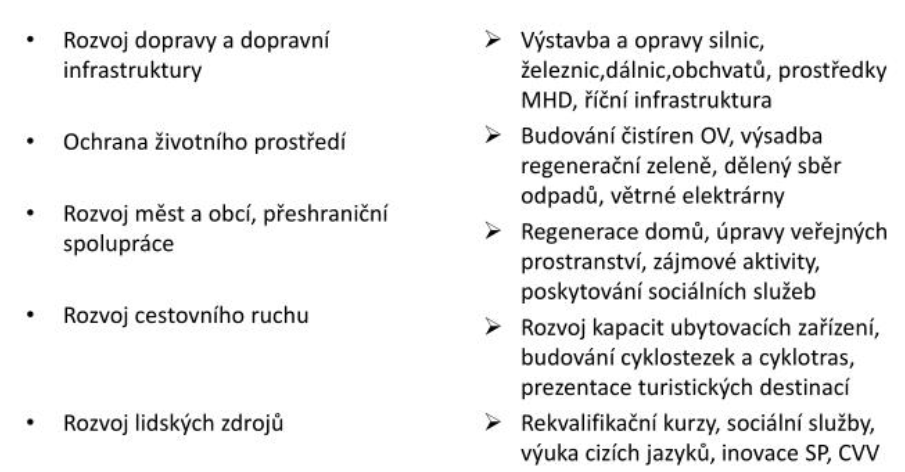 • Rozvoj dopravy a dopravní
infrastruktury
• Ochrana životního prostředí
• Rozvoj měst a obcí, přeshraniční
spolupráce
• Rozvoj cestovního ruchu
• Rozvoj lidských zdrojů
➢ Výstavba a opravy silnic,
železnic,dálnic,obchvatů, prostředky
MHD, říční infrastruktura
➢ Budování čistíren OV, výsadba
regenerační zeleně, dělený sběr
odpadů, větrné elektrárny
➢ Regenerace domů, úpravy veřejných
prostranství, zájmové aktivity,
poskytování sociálních služeb
➢ Rozvoj kapacit ubytovacích zařízení,
budování cyklostezek a cyklotras,
prezentace turistických destinací
➢ Rekvalifikační kurzy, sociální služby,
výuka cizích jazyků, inovace SP, CVV